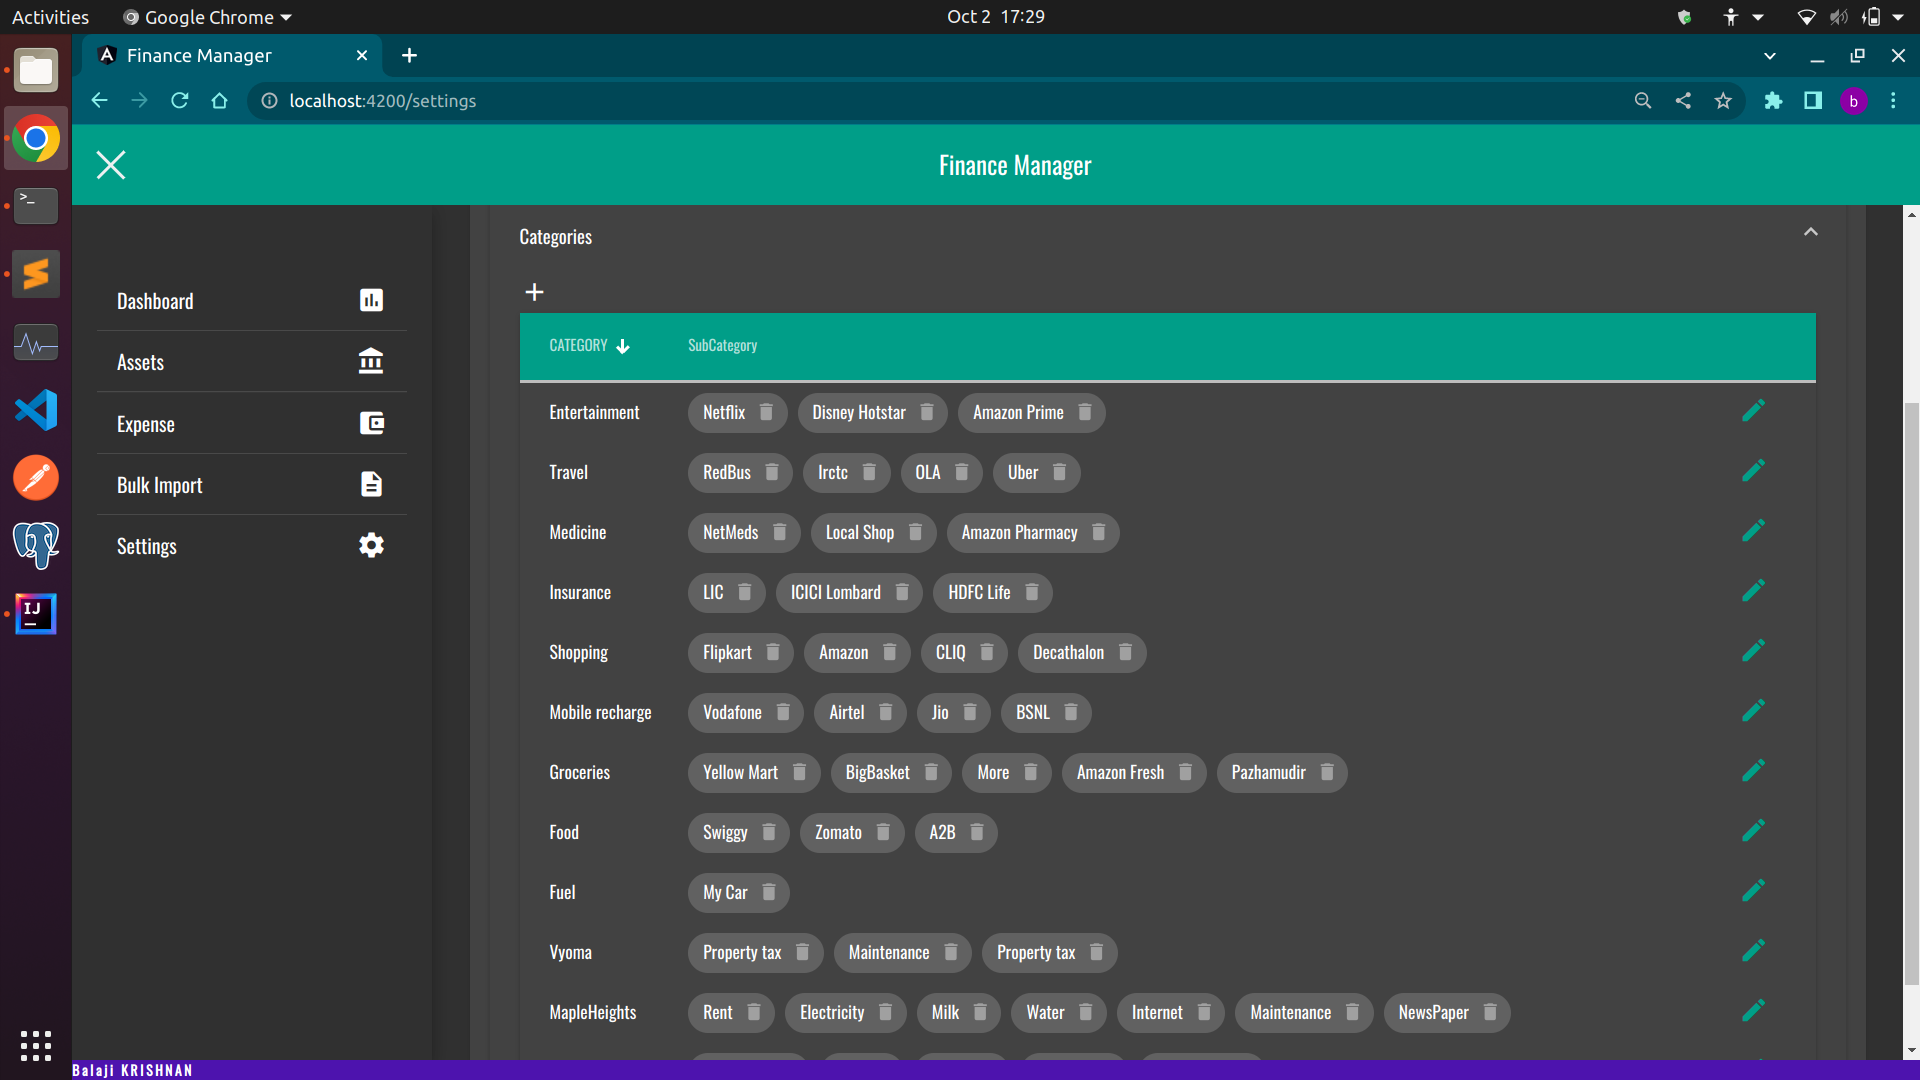 Activities Google Chrome Oct 2 17:29
Finance Manager
localhost:4200/settings b
Finance Manager
Categories
Dashboard
Assets
Expense
Bulk Import
Settings
CATEGORY SubCategory
Entertainment Netflix Disney Hotstar Amazon Prime
Travel RedBus Irctc OLA Uber
Medicine NetMeds Local Shop Amazon Pharmacy
Insurance LIC ICICI Lombard HDFC Life
Shopping Flipkart Amazon CLIQ Decathalon
Mobile recharge Vodafone Airtel Jio BSNL
Groceries Yellow Mart BigBasket More Amazon Fresh Pazhamudir
Food Swiggy Zomato A2B
Fuel My Car
Vyoma Property tax Maintenance Property tax
MapleHeights Rent Electricity Milk Water Internet Maintenance NewsPaper
IJ
Balaji KRISHNAN